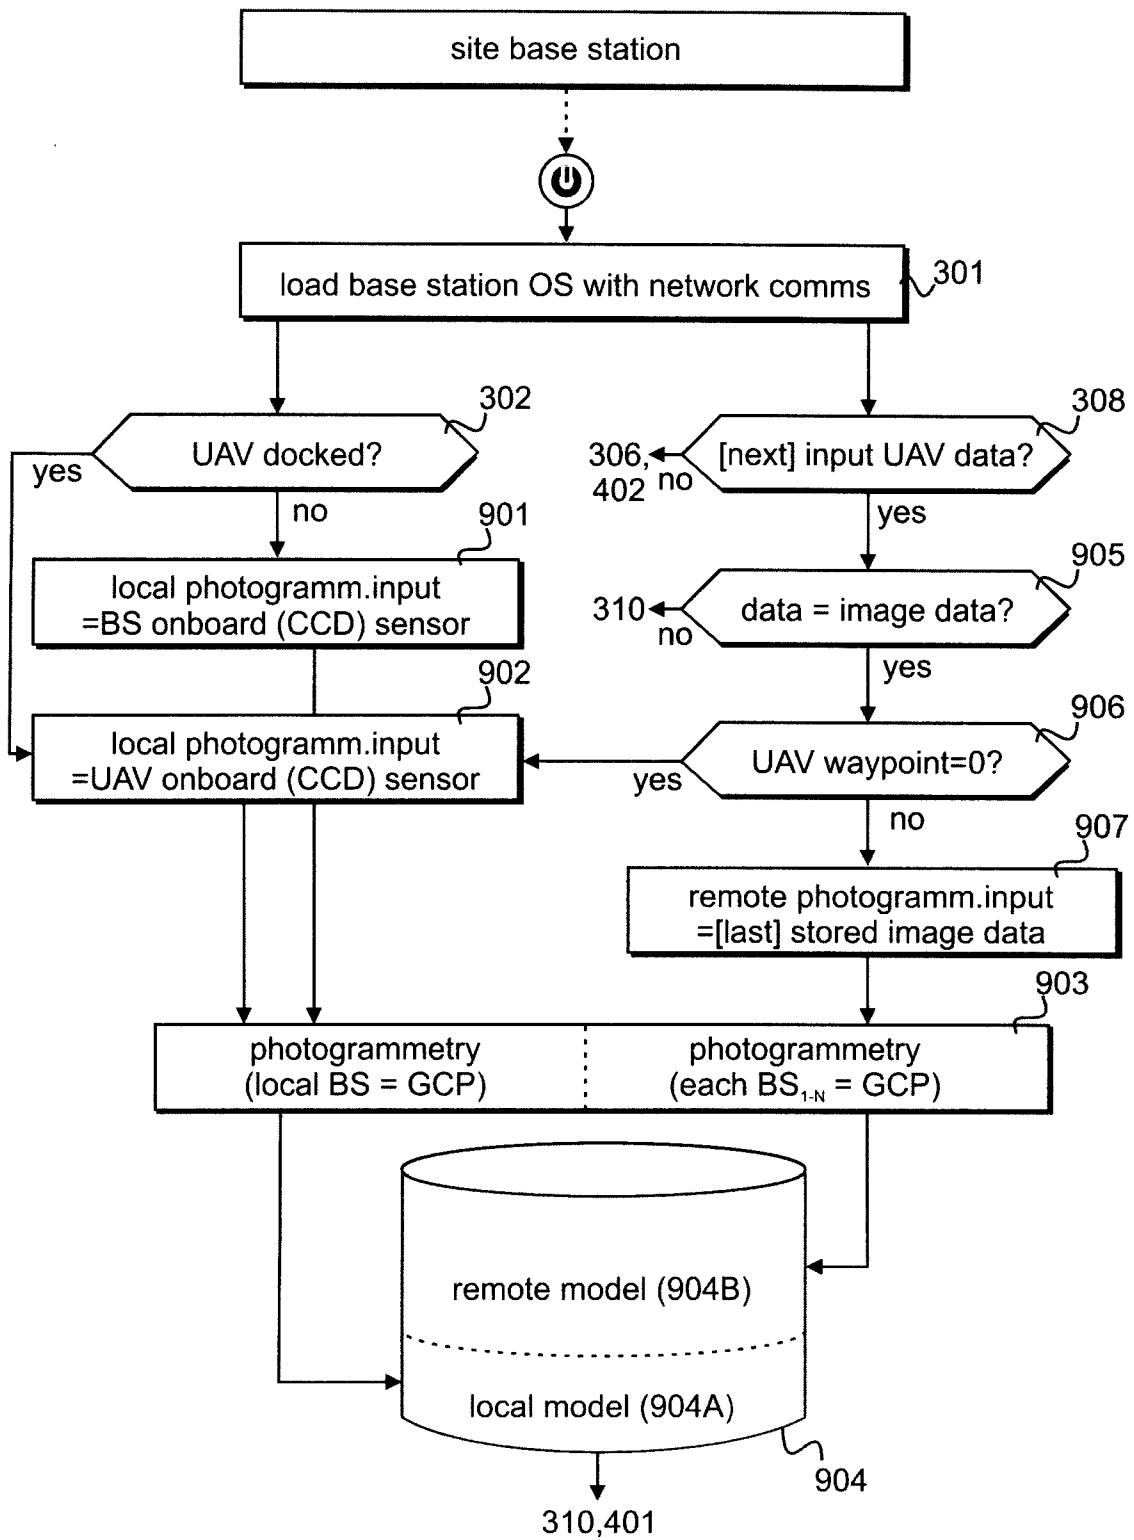 site base station
load base station OS with network comms
301
302
UAV docked?
yes
no
308
[next] input UAV data?
306,
402
no
yes
901
local photogramm.input
=BS onboard (CCD) sensor
905
data = image data?
310
no
yes
902
local photogramm.input
=UAV onboard (CCD) sensor
906
UAV waypoint=0?
yes
no
907
remote photogramm.input
=[last] stored image data
903
photogrammetry
(local BS = GCP)
photogrammetry
(each BS1-N = GCP)
remote model (904B)
local model (904A)
904
310,401